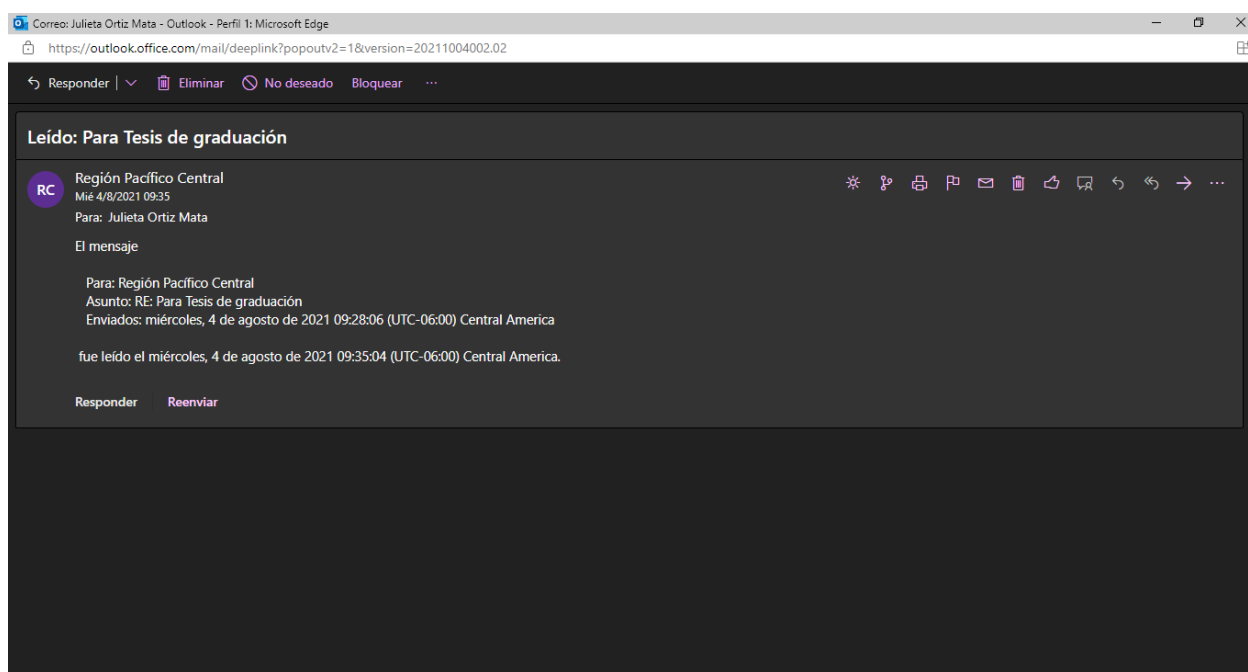 Correo: Julieta Ortiz Mata - Outlook - Perfil 1: Microsoft Edge
https://outlook.office.com/mail/deeplink?popoutv2=1&version=20211004002.02
Responder Eliminar No deseado Bloquear ...
Leído: Para Tesis de graduación
RC
Región Pacífico Central
Mié 4/8/2021 09:35
Para: Julieta Ortiz Mata
El mensaje
Para: Región Pacífico Central
Asunto: RE: Para Tesis de graduación
Enviados: miércoles, 4 de agosto de 2021 09:28:06 (UTC-06:00) Central America
fue leído el miércoles, 4 de agosto de 2021 09:35:04 (UTC-06:00) Central America.
Responder Reenviar